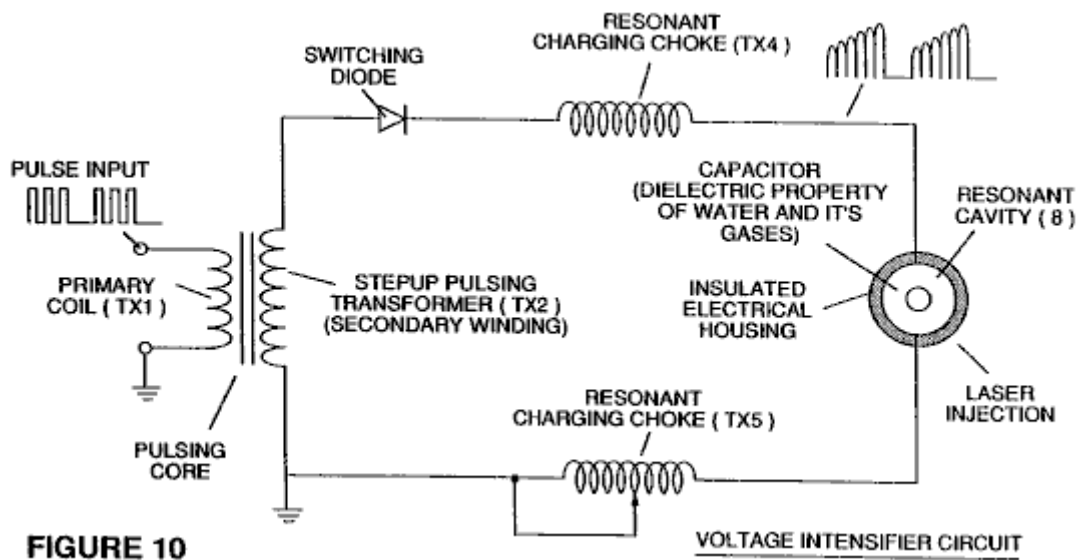 RESONANT
CHARGING CHOKE (TX4)
SWITCHING
DIODE
PULSE INPUT
CAPACITOR
(DIELECTRIC PROPERTY
OF WATER AND IT'S
GASES)
RESONANT
CAVITY ( 8 )
PRIMARY
COIL ( TX1 )
STEPUP PULSING
TRANSFORMER ( TX2 )
(SECONDARY WINDING)
INSULATED
ELECTRICAL
HOUSING
LASER
INJECTION
RESONANT
CHARGING CHOKE ( TX5 )
PULSING
CORE
FIGURE 10
VOLTAGE INTENSIFIER CIRCUIT